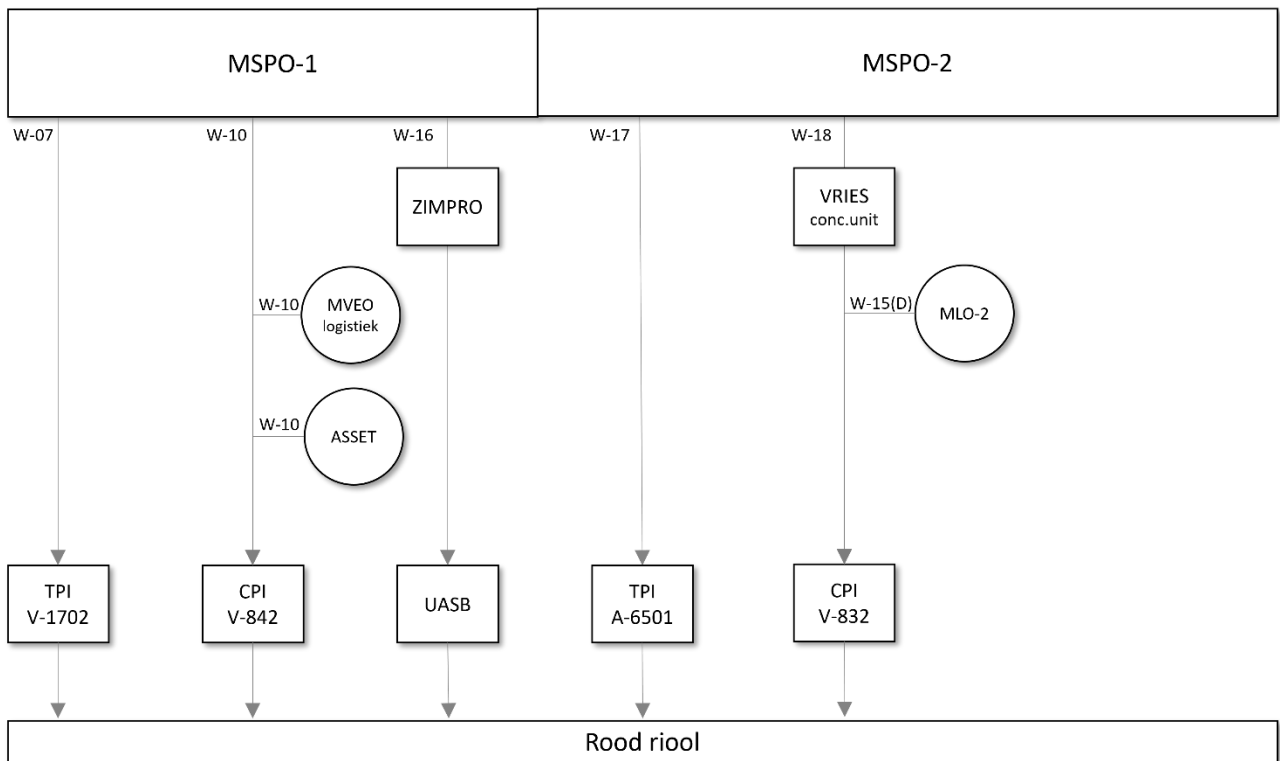 MSPO-1
MSPO-2
W-07
W-10
W-16
W-17
W-18
ZIMPRO
VRIES
conc.unit
W-10
MVEO
logistiek
W-15(D)
MLO-2
W-10
ASSET
TPI
V-1702
CPI
V-842
UASB
TPI
A-6501
CPI
V-832
Rood riool